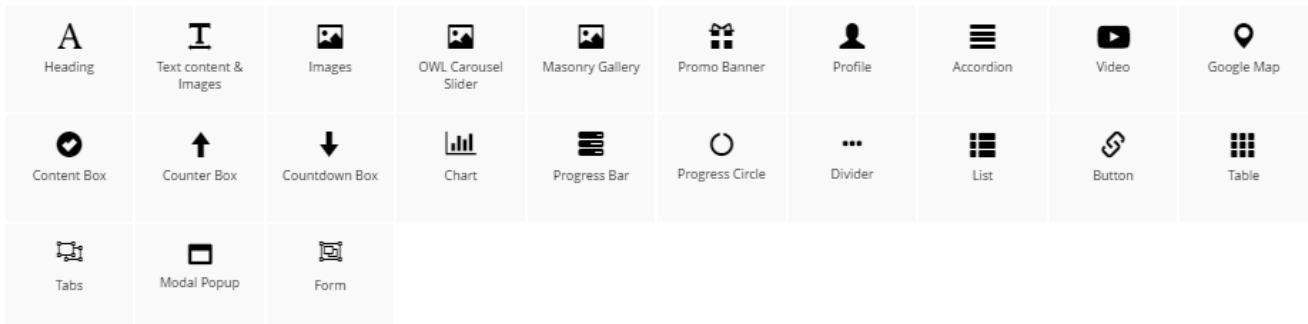 Heading
Text content &
Images
Images
OWL Carousel
Slider
Masonry Gallery
Promo Banner
Profile
Accordion
Video
Google Map
Content Box
Counter Box
Countdown Box
Chart
Progress Bar
Progress Circle
Divider
List
Button
Table
Tabs
Modal Popup
Form